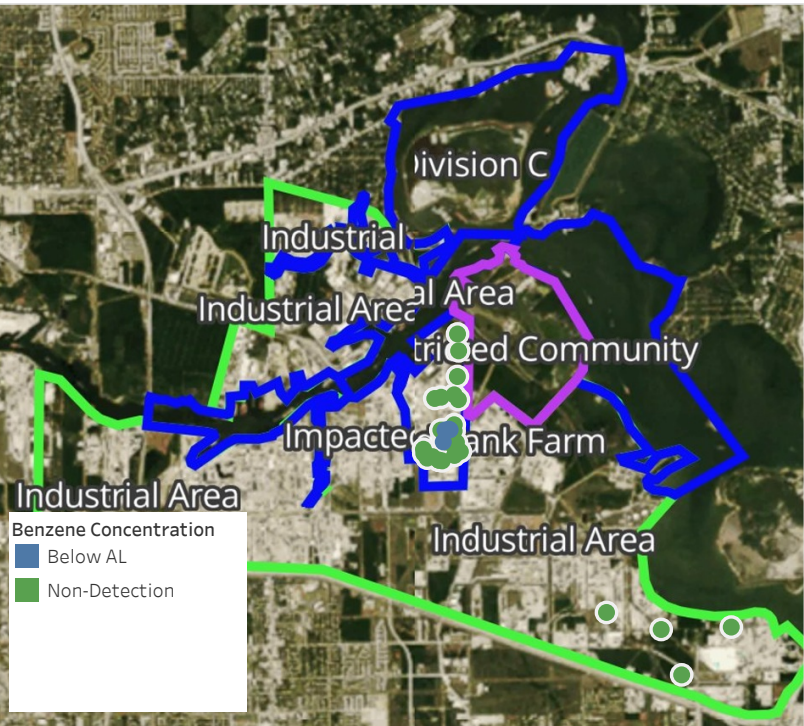 Division C
Industrial
Industrial Area
al Area
tricted Community
Impacted Tank Farm
Industrial Area
Industrial Area
Benzene Concentration
Below AL
Non-Detection